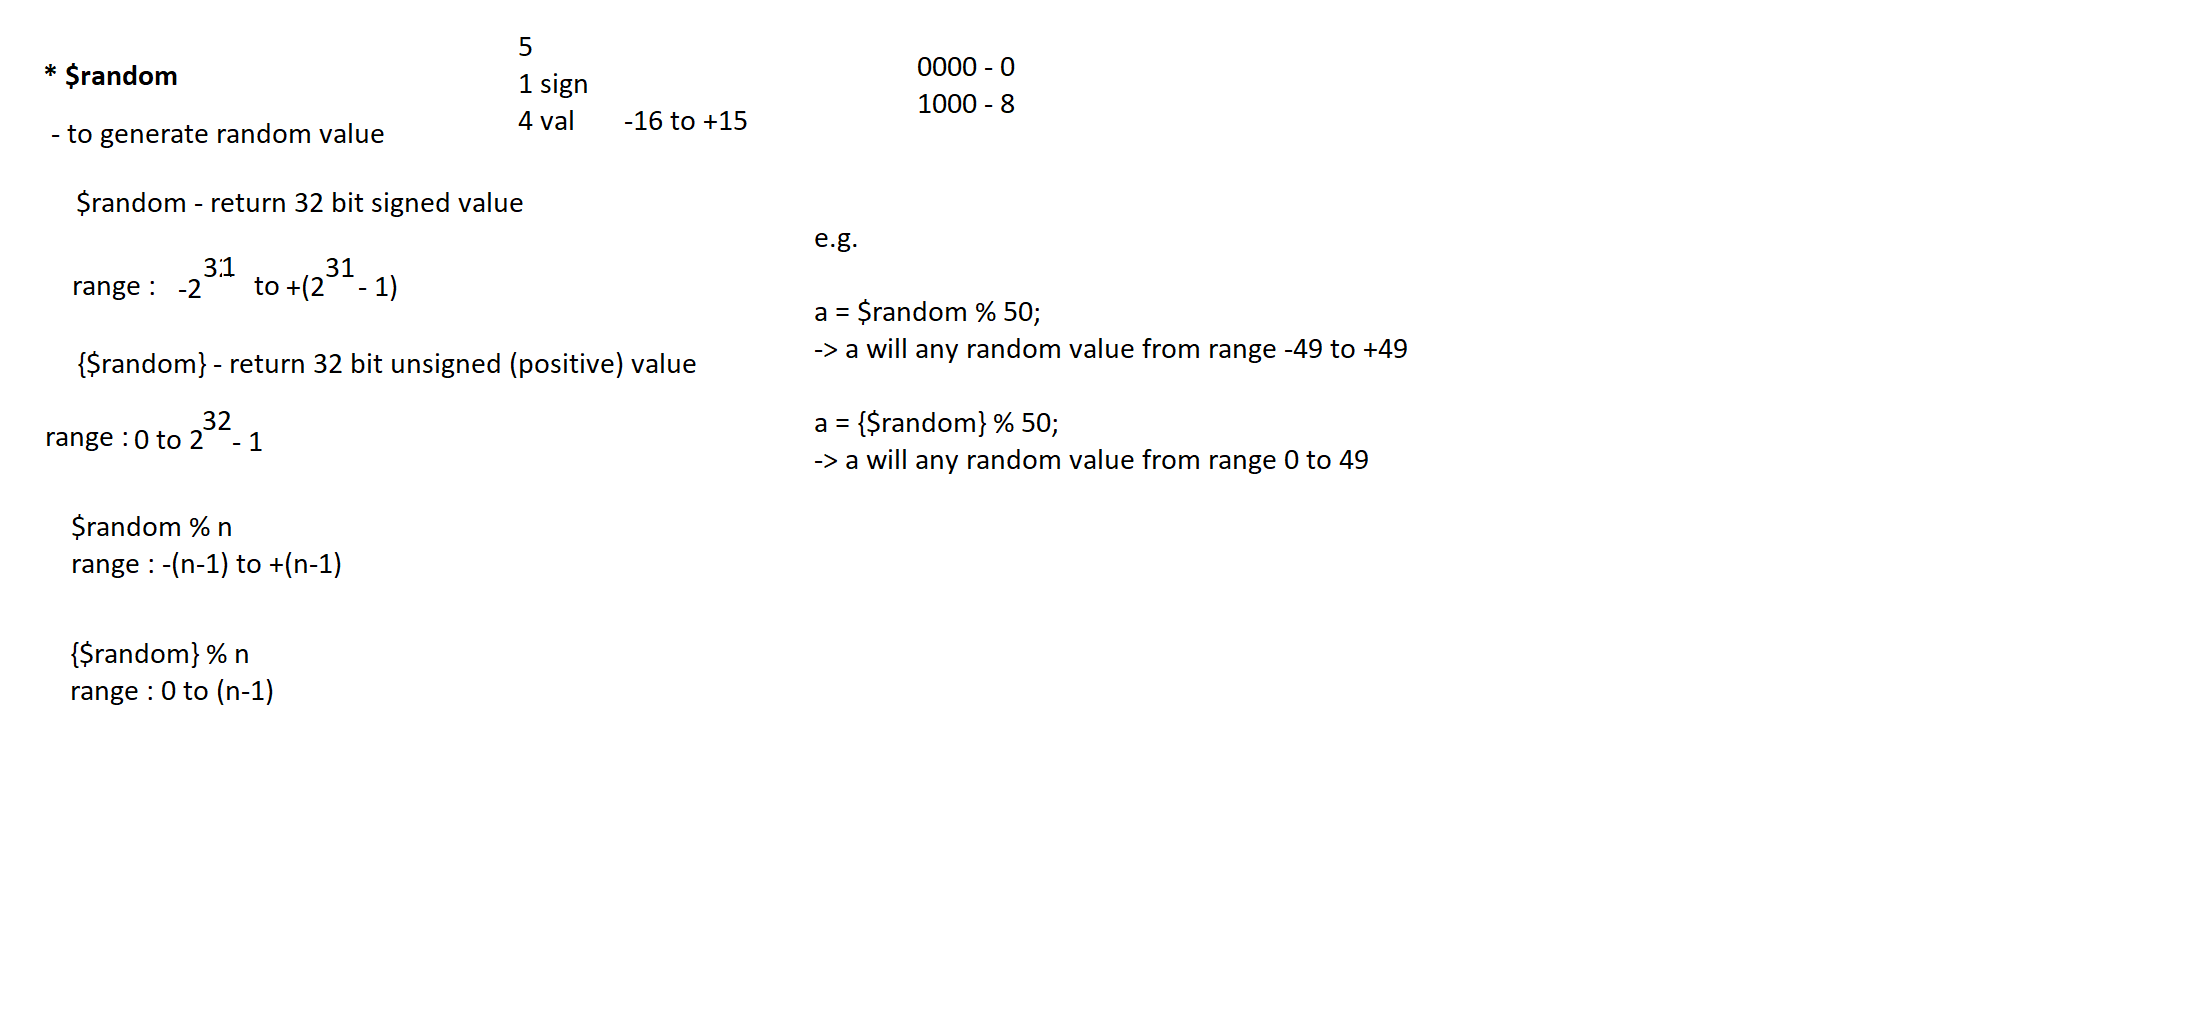 * $random
- to generate random value
5
1 sign
4 val -16 to +15
0000 - 0
1000 - 8
$random - return 32 bit signed value
range : -2^31 to +(2^31 - 1)
{$random} - return 32 bit unsigned (positive) value
range : 0 to 2^32 - 1
$random % n
range : -(n-1) to +(n-1)
{$random} % n
range : 0 to (n-1)
e.g.
a = $random % 50;
-> a will any random value from range -49 to +49
a = {$random} % 50;
-> a will any random value from range 0 to 49